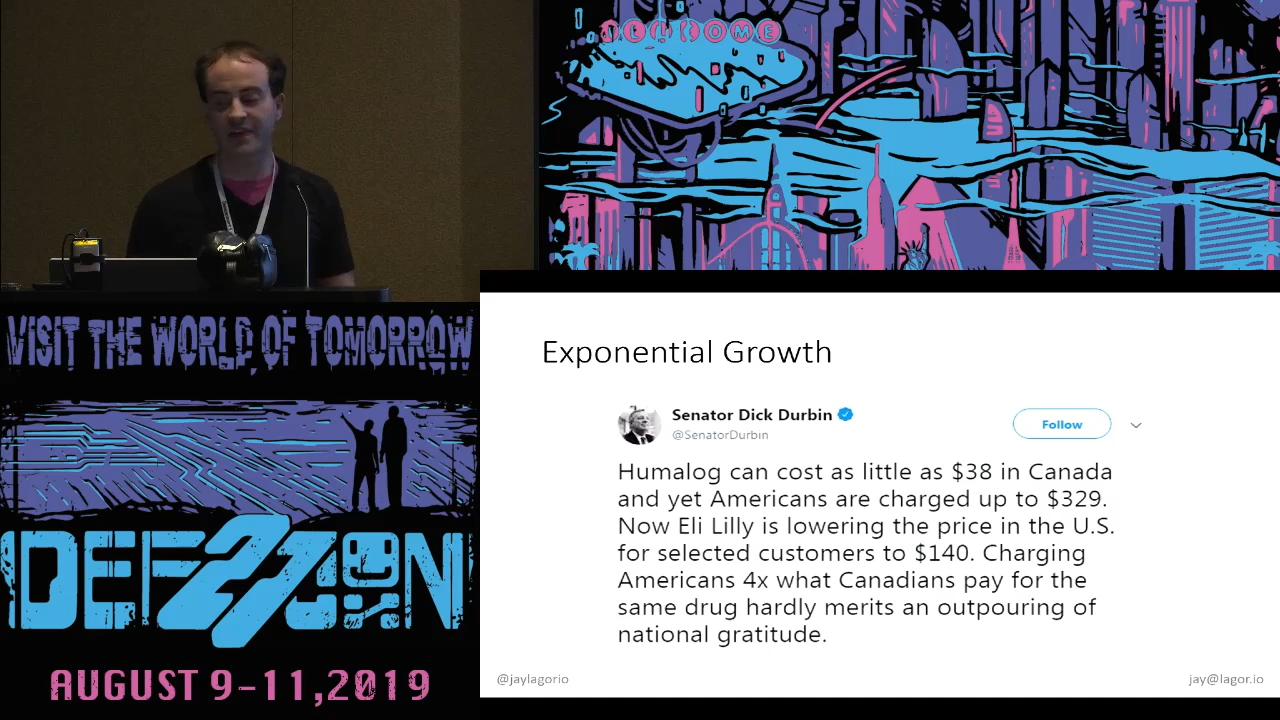 WELCOME
VISIT THE WORLD OF TOMORROW
DEF 27 CON
AUGUST 9-11, 2019
Exponential Growth
Senator Dick Durbin
@SenatorDurbin
Follow
Humalog can cost as little as $38 in Canada
and yet Americans are charged up to $329.
Now Eli Lilly is lowering the price in the U.S.
for selected customers to $140. Charging
Americans 4x what Canadians pay for the
same drug hardly merits an outpouring of
national gratitude.
@jaylagorio
jay@lagor.io